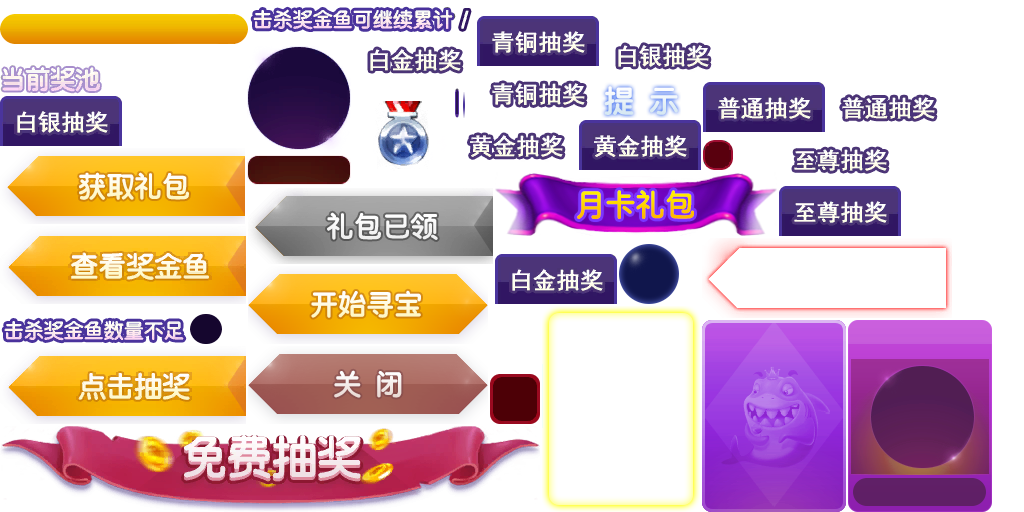 击杀奖金鱼可继续累计 /
青铜抽奖
白金抽奖
白银抽奖
当前奖池
青铜抽奖
提 示
普通抽奖
普通抽奖
白银抽奖
黄金抽奖
黄金抽奖
至尊抽奖
获取礼包
月卡礼包
至尊抽奖
礼包已领
查看奖金鱼
白金抽奖
开始寻宝
击杀奖金鱼数量不足
点击抽奖
关 闭
免费抽奖